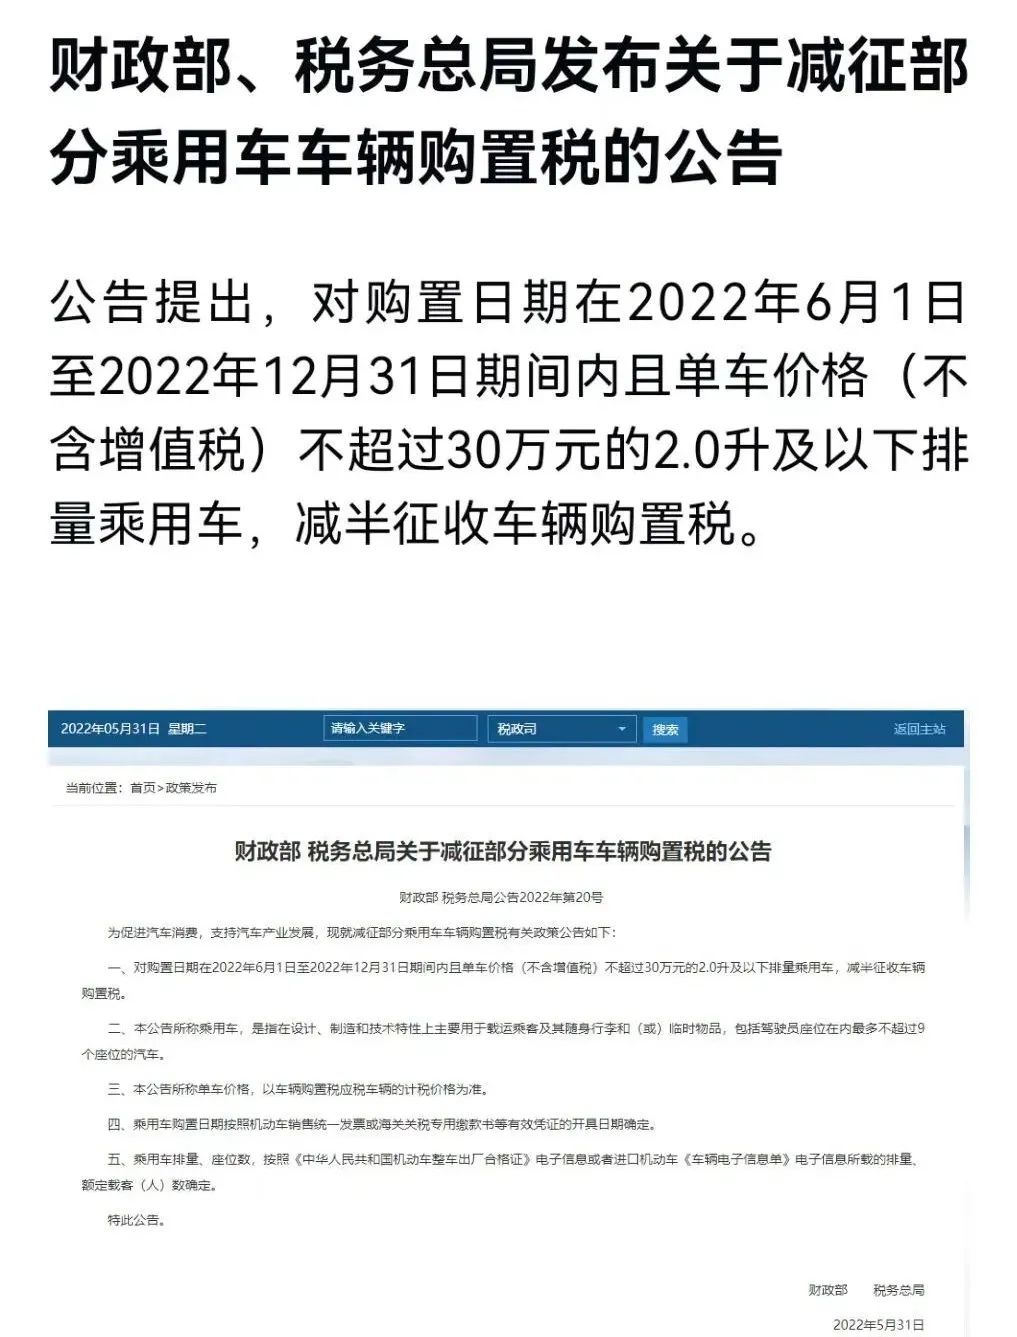 财政部、税务总局发布关于减征部
分乘用车车辆购置税的公告
公告提出，对购置日期在2022年6月1日
至2022年12月31日期间内且单车价格（不
含增值税）不超过30万元的2.0升及以下排
量乘用车，减半征收车辆购置税。
2022年05月31日 星期二 请输入关键字 税政司 搜索 返回主站
当前位置：首页>政策发布
财政部 税务总局关于减征部分乘用车车辆购置税的公告
财政部 税务总局公告2022年第20号
为促进汽车消费，支持汽车产业发展，现就减征部分乘用车车辆购置税有关政策公告如下：
一、对购置日期在2022年6月1日至2022年12月31日期间内且单车价格（不含增值税）不超过30万元的2.0升及以下排量乘用车，减半征收车辆
购置税。
二、本公告所称乘用车，是指在设计、制造和技术特性上主要用于载运乘客及其随身行李和（或）临时物品，包括驾驶员座位在内最多不超过9
个座位的汽车。
三、本公告所称单车价格，以车辆购置税应税车辆的计税价格为准。
四、乘用车购置日期按照机动车销售统一发票或海关关税专用缴款书等有效凭证的开具日期确定。
五、乘用车排量、座位数，按照《中华人民共和国机动车整车出厂合格证》电子信息或者进口机动车《车辆电子信息单》电子信息所载的排量、
额定载客（人）数确定。
特此公告。
财政部 税务总局
2022年5月31日